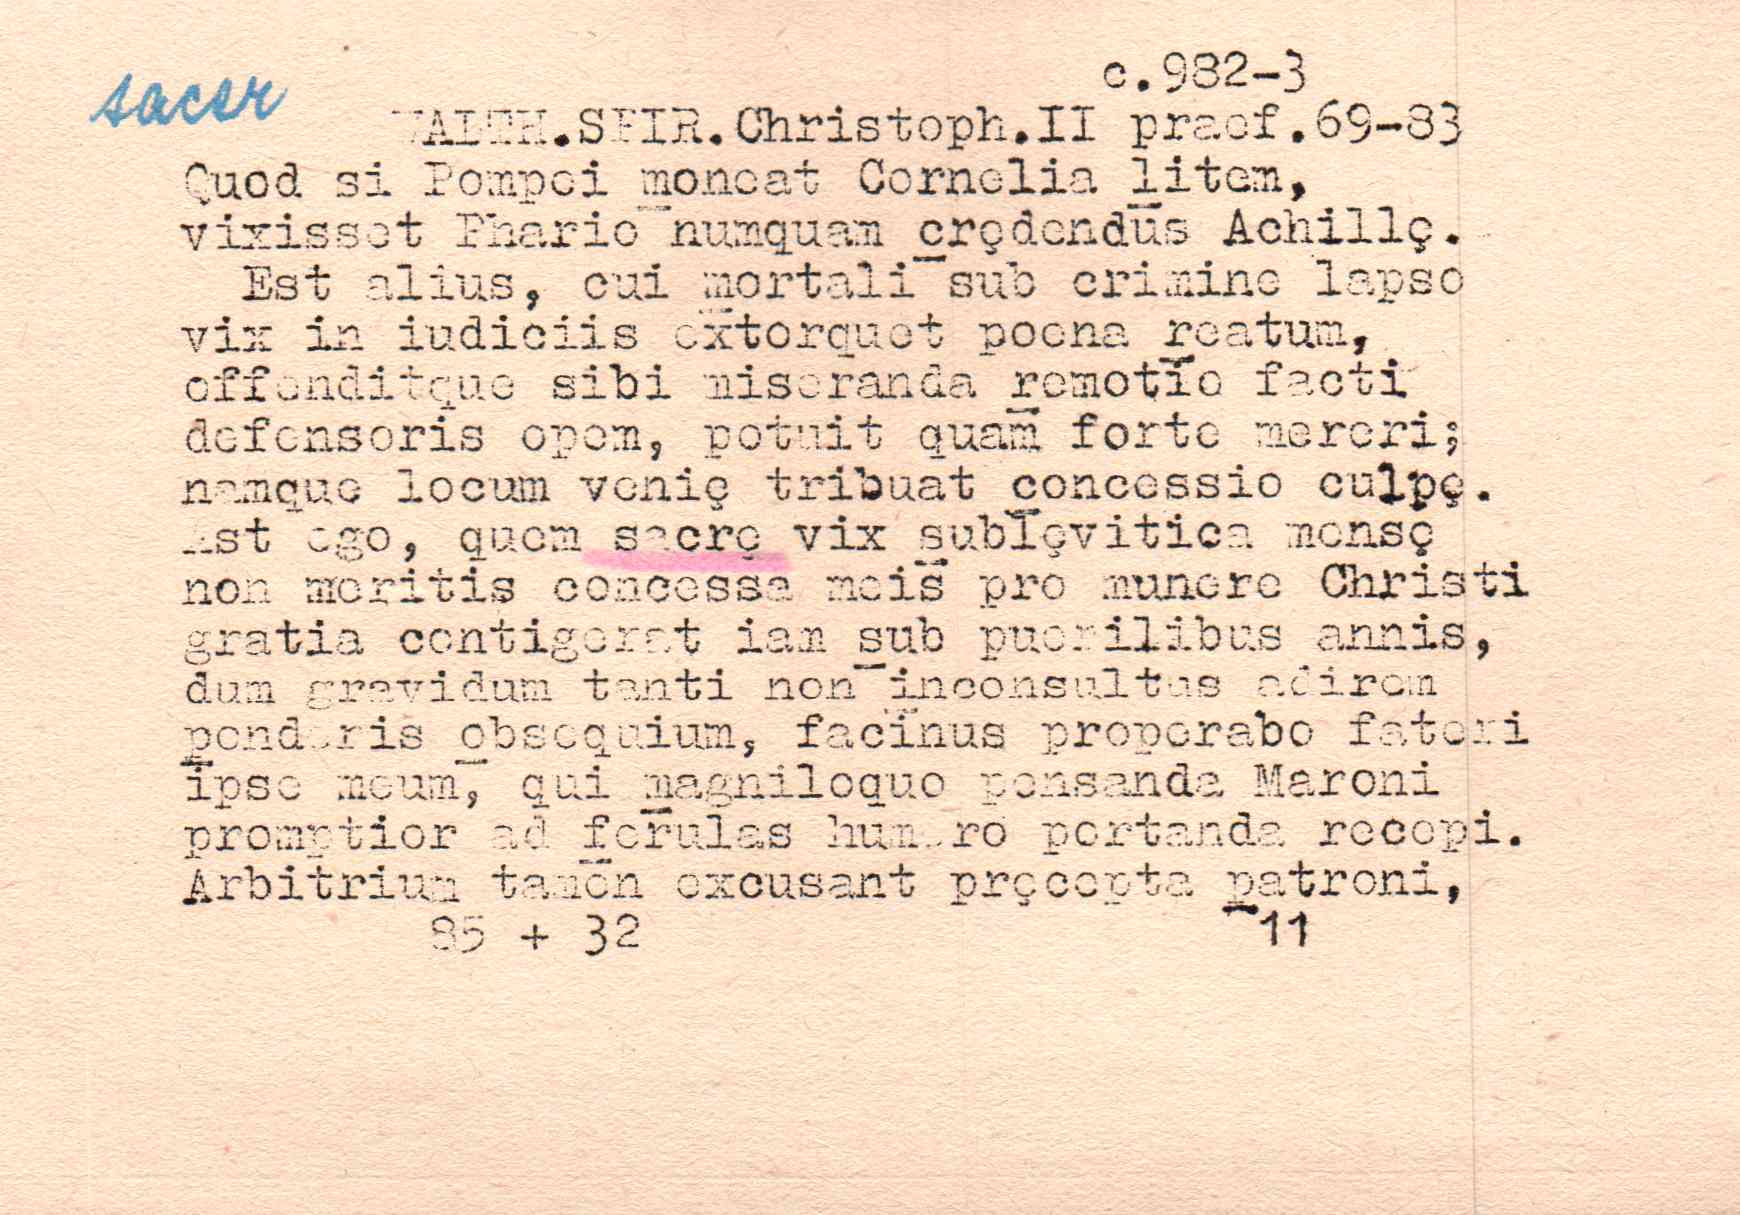 c.982-3
sacer
WALTH.SPIR.Christoph.II praef.69-83
Quod si Pompei moneat Cornelia litem,
vixisset Phario numquam crędendus Achillę.
Est alius, cui mortali sub crimine lapso
vix in iudiciis extorquet poena reatum,
offenditque sibi miseranda remotio facti
defensoris opem, potuit quam forte mereri;
namque locum venię tribuat concessio culpę.
Ast ego, quem sacrę vix sublęvitica mensę
non meritis concessa meis pro munere Christi
gratia contigerat iam sub puerilibus annis,
dum gravidum tanti non inconsultus adirem
ponderis obsequium, facinus properabo fateri
ipse meum, qui magniloquo pensanda Maroni
promptior ad ferulas humero portanda recepi.
Arbitrium tamen excusant pręcepta patroni,
85 + 32 11